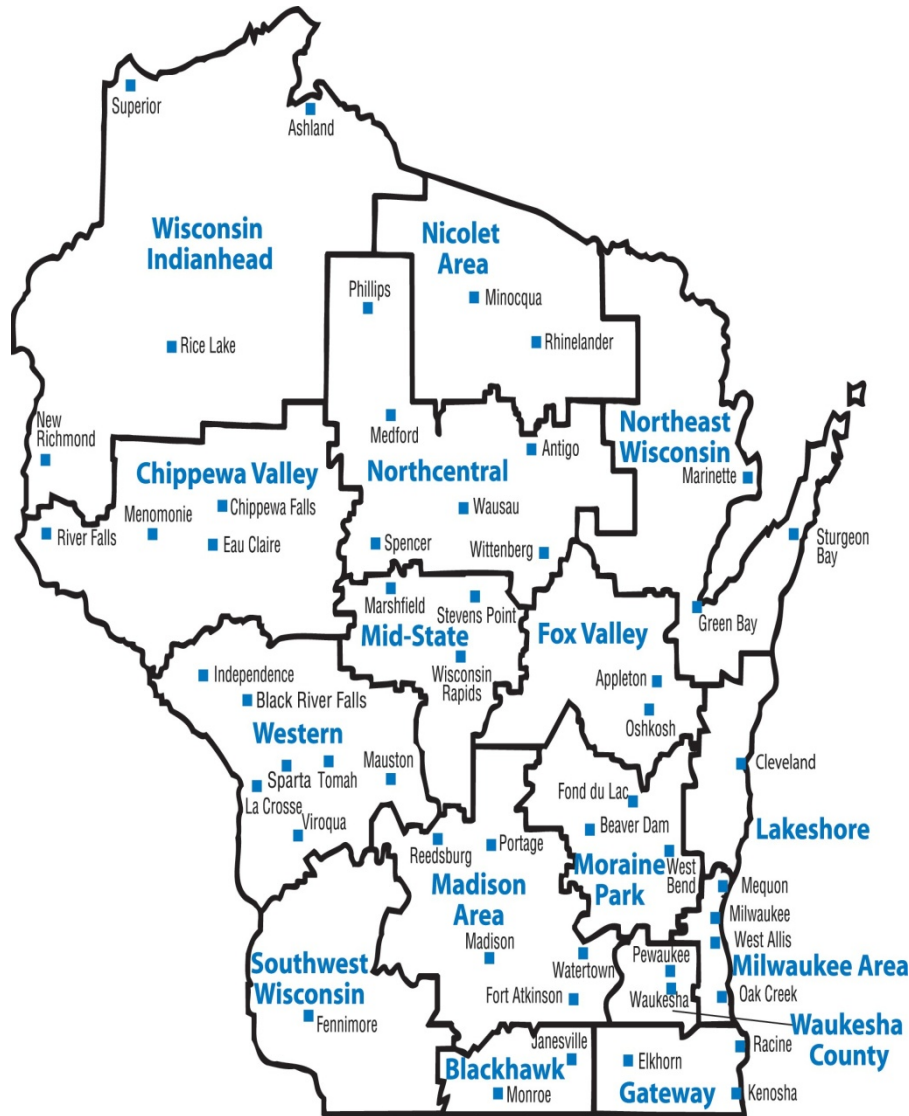 Superior
Ashland
Wisconsin
Indianhead
Nicolet
Area
Phillips
Minocqua
Rhinelander
Rice Lake
New
Richmond
Medford
Northeast
Wisconsin
Antigo
Chippewa Valley
Northcentral
Marinette
Chippewa Falls
Wausau
Menomonie
River Falls
Eau Claire
Spencer
Wittenberg
Sturgeon
Bay
Marshfield
Stevens Point
Green Bay
Mid-State
Fox Valley
Wisconsin
Rapids
Independence
Appleton
Black River Falls
Oshkosh
Western
Mauston
Sparta
Tomah
Cleveland
La Crosse
Fond du Lac
Viroqua
Beaver Dam
Lakeshore
Reedsburg
Portage
Moraine
Park
West
Bend
Madison
Area
Mequon
Milwaukee
Madison
Watertown
Pewaukee
West Allis
Milwaukee Area
Southwest
Wisconsin
Fort Atkinson
Waukesha
Oak Creek
Fennimore
Waukesha
County
Janesville
Racine
Blackhawk
Elkhorn
Monroe
Gateway
Kenosha